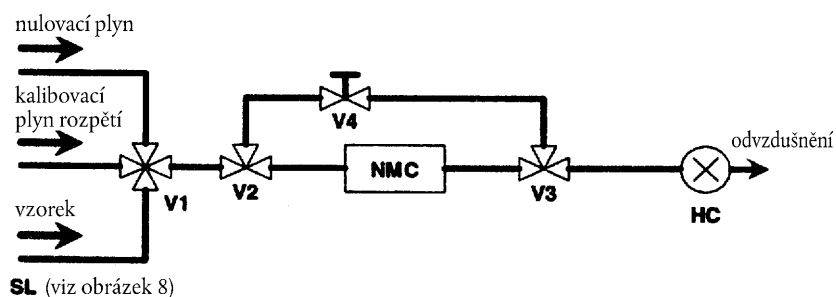 nulovací plyn
kalibovací
plyn rozpětí
vzorek
SL (viz obrázek 8)
V1
V2
V4
NMC
V3
HC
odvzdušnění